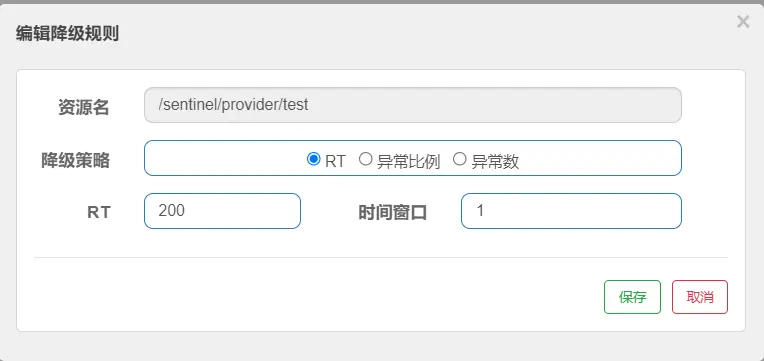 编辑降级规则 ×
资源名 /sentinel/provider/test
降级策略 RT 异常比例 异常数
RT 200 时间窗口 1
保存 取消